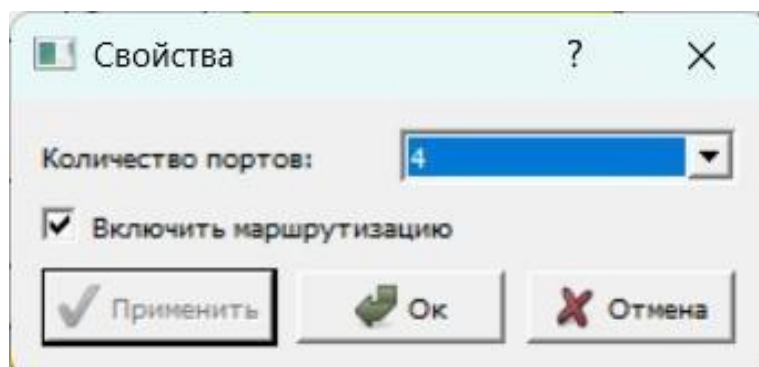 Свойства ?
Количество портов: 4
Включить маршрутизацию
Применить Ок Отмена